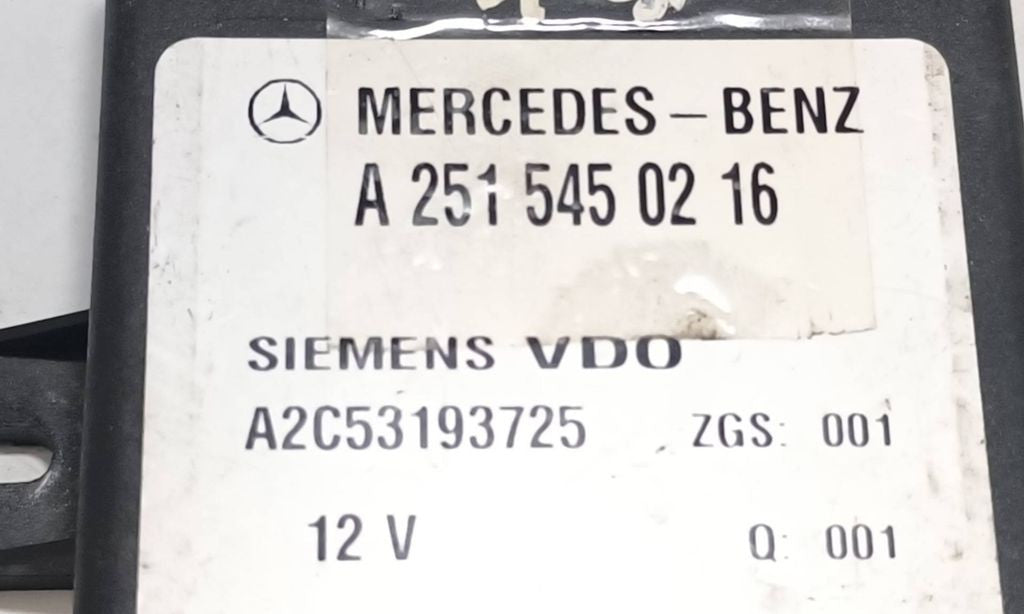 MERCEDES-BENZ
A 251 545 02 16
SIEMENS VDO
A2C53193725 ZGS: 001
12 V Q: 001